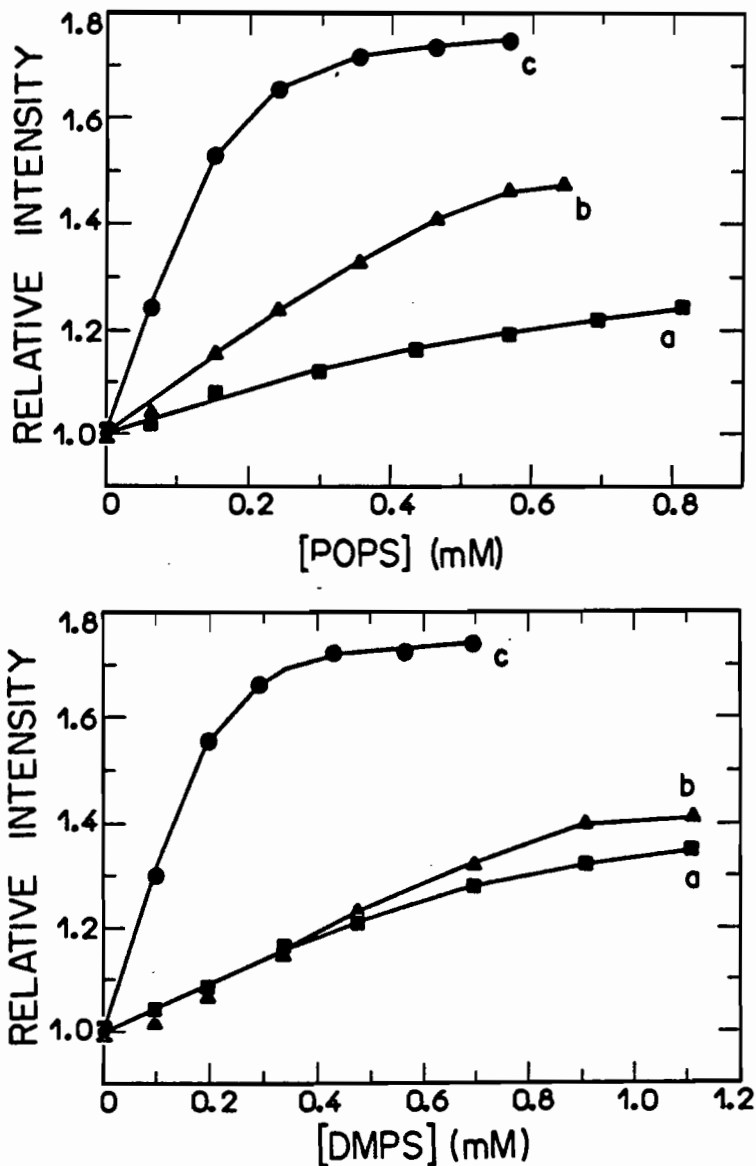 RELATIVE INTENSITY
1.8
1.6
1.4
1.2
1.0
c
b
a
0
0.2
0.4
0.6
0.8
[POPS] (mM)
RELATIVE INTENSITY
1.8
1.6
1.4
1.2
1.0
c
b
a
0
0.2
0.4
0.6
0.8
1.0
1.2
[DMPS] (mM)